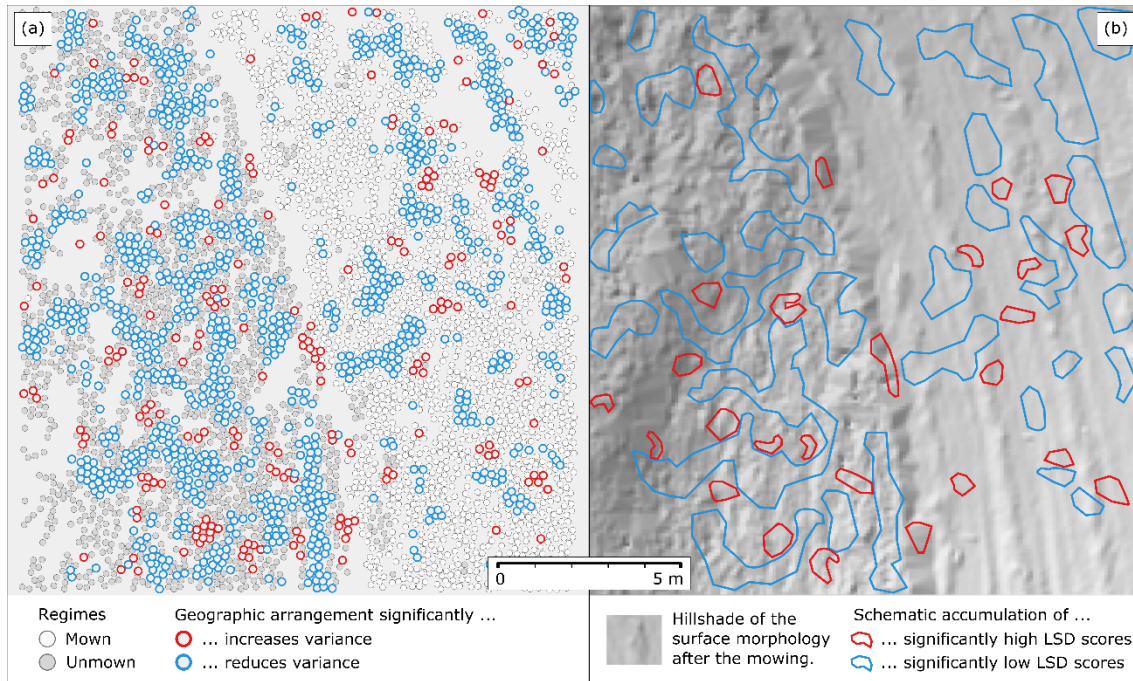 (a)
(b)
0 5 m
Regimes
Mown
Unmown
Geographic arrangement significantly ...
... increases variance
... reduces variance
Hillshade of the
surface morphology
after the mowing.
Schematic accumulation of ...
... significantly high LSD scores
... significantly low LSD scores